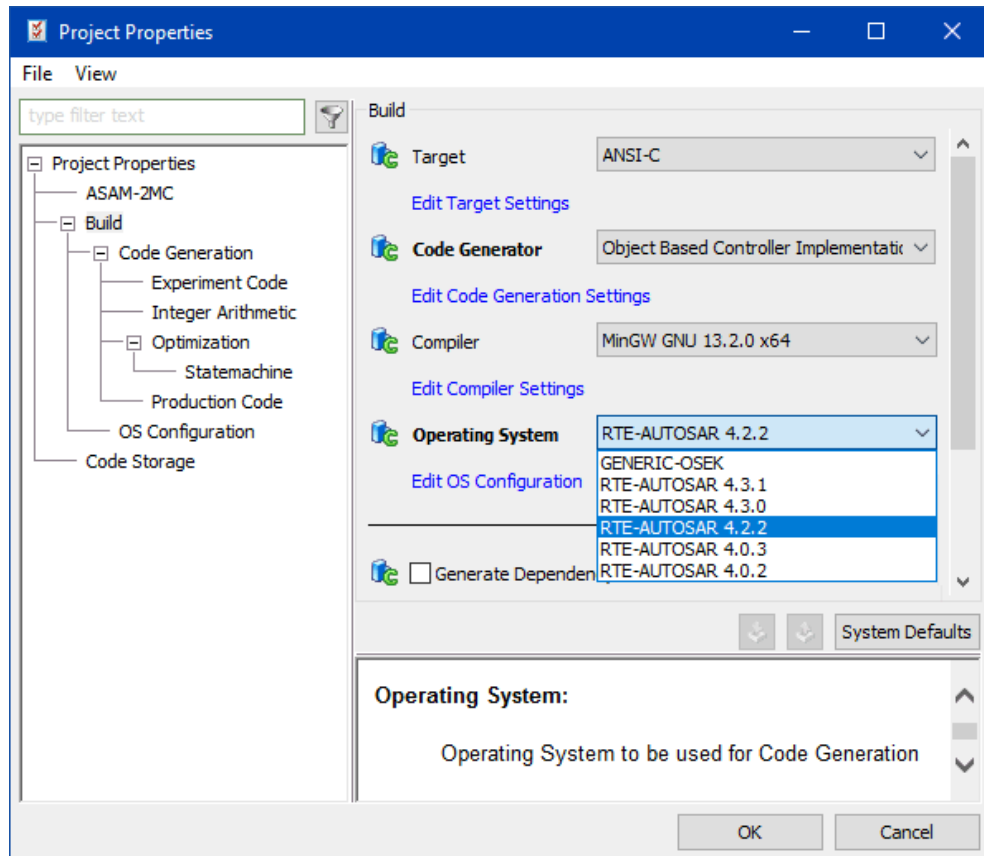 Project Properties
File View
type filter text
Project Properties
ASAM-2MC
Build
Code Generation
Experiment Code
Integer Arithmetic
Optimization
Statemachine
Production Code
OS Configuration
Code Storage
Build
Target ANSI-C
Edit Target Settings
Code Generator Object Based Controller Implementatic
Edit Code Generation Settings
Compiler MinGW GNU 13.2.0 x64
Edit Compiler Settings
Operating System RTE-AUTOSAR 4.2.2
GENERIC-OSEK
Edit OS Configuration RTE-AUTOSAR 4.3.1
RTE-AUTOSAR 4.3.0
RTE-AUTOSAR 4.2.2
RTE-AUTOSAR 4.0.3
Generate Dependen RTE-AUTOSAR 4.0.2
System Defaults
Operating System:
Operating System to be used for Code Generation
OK Cancel